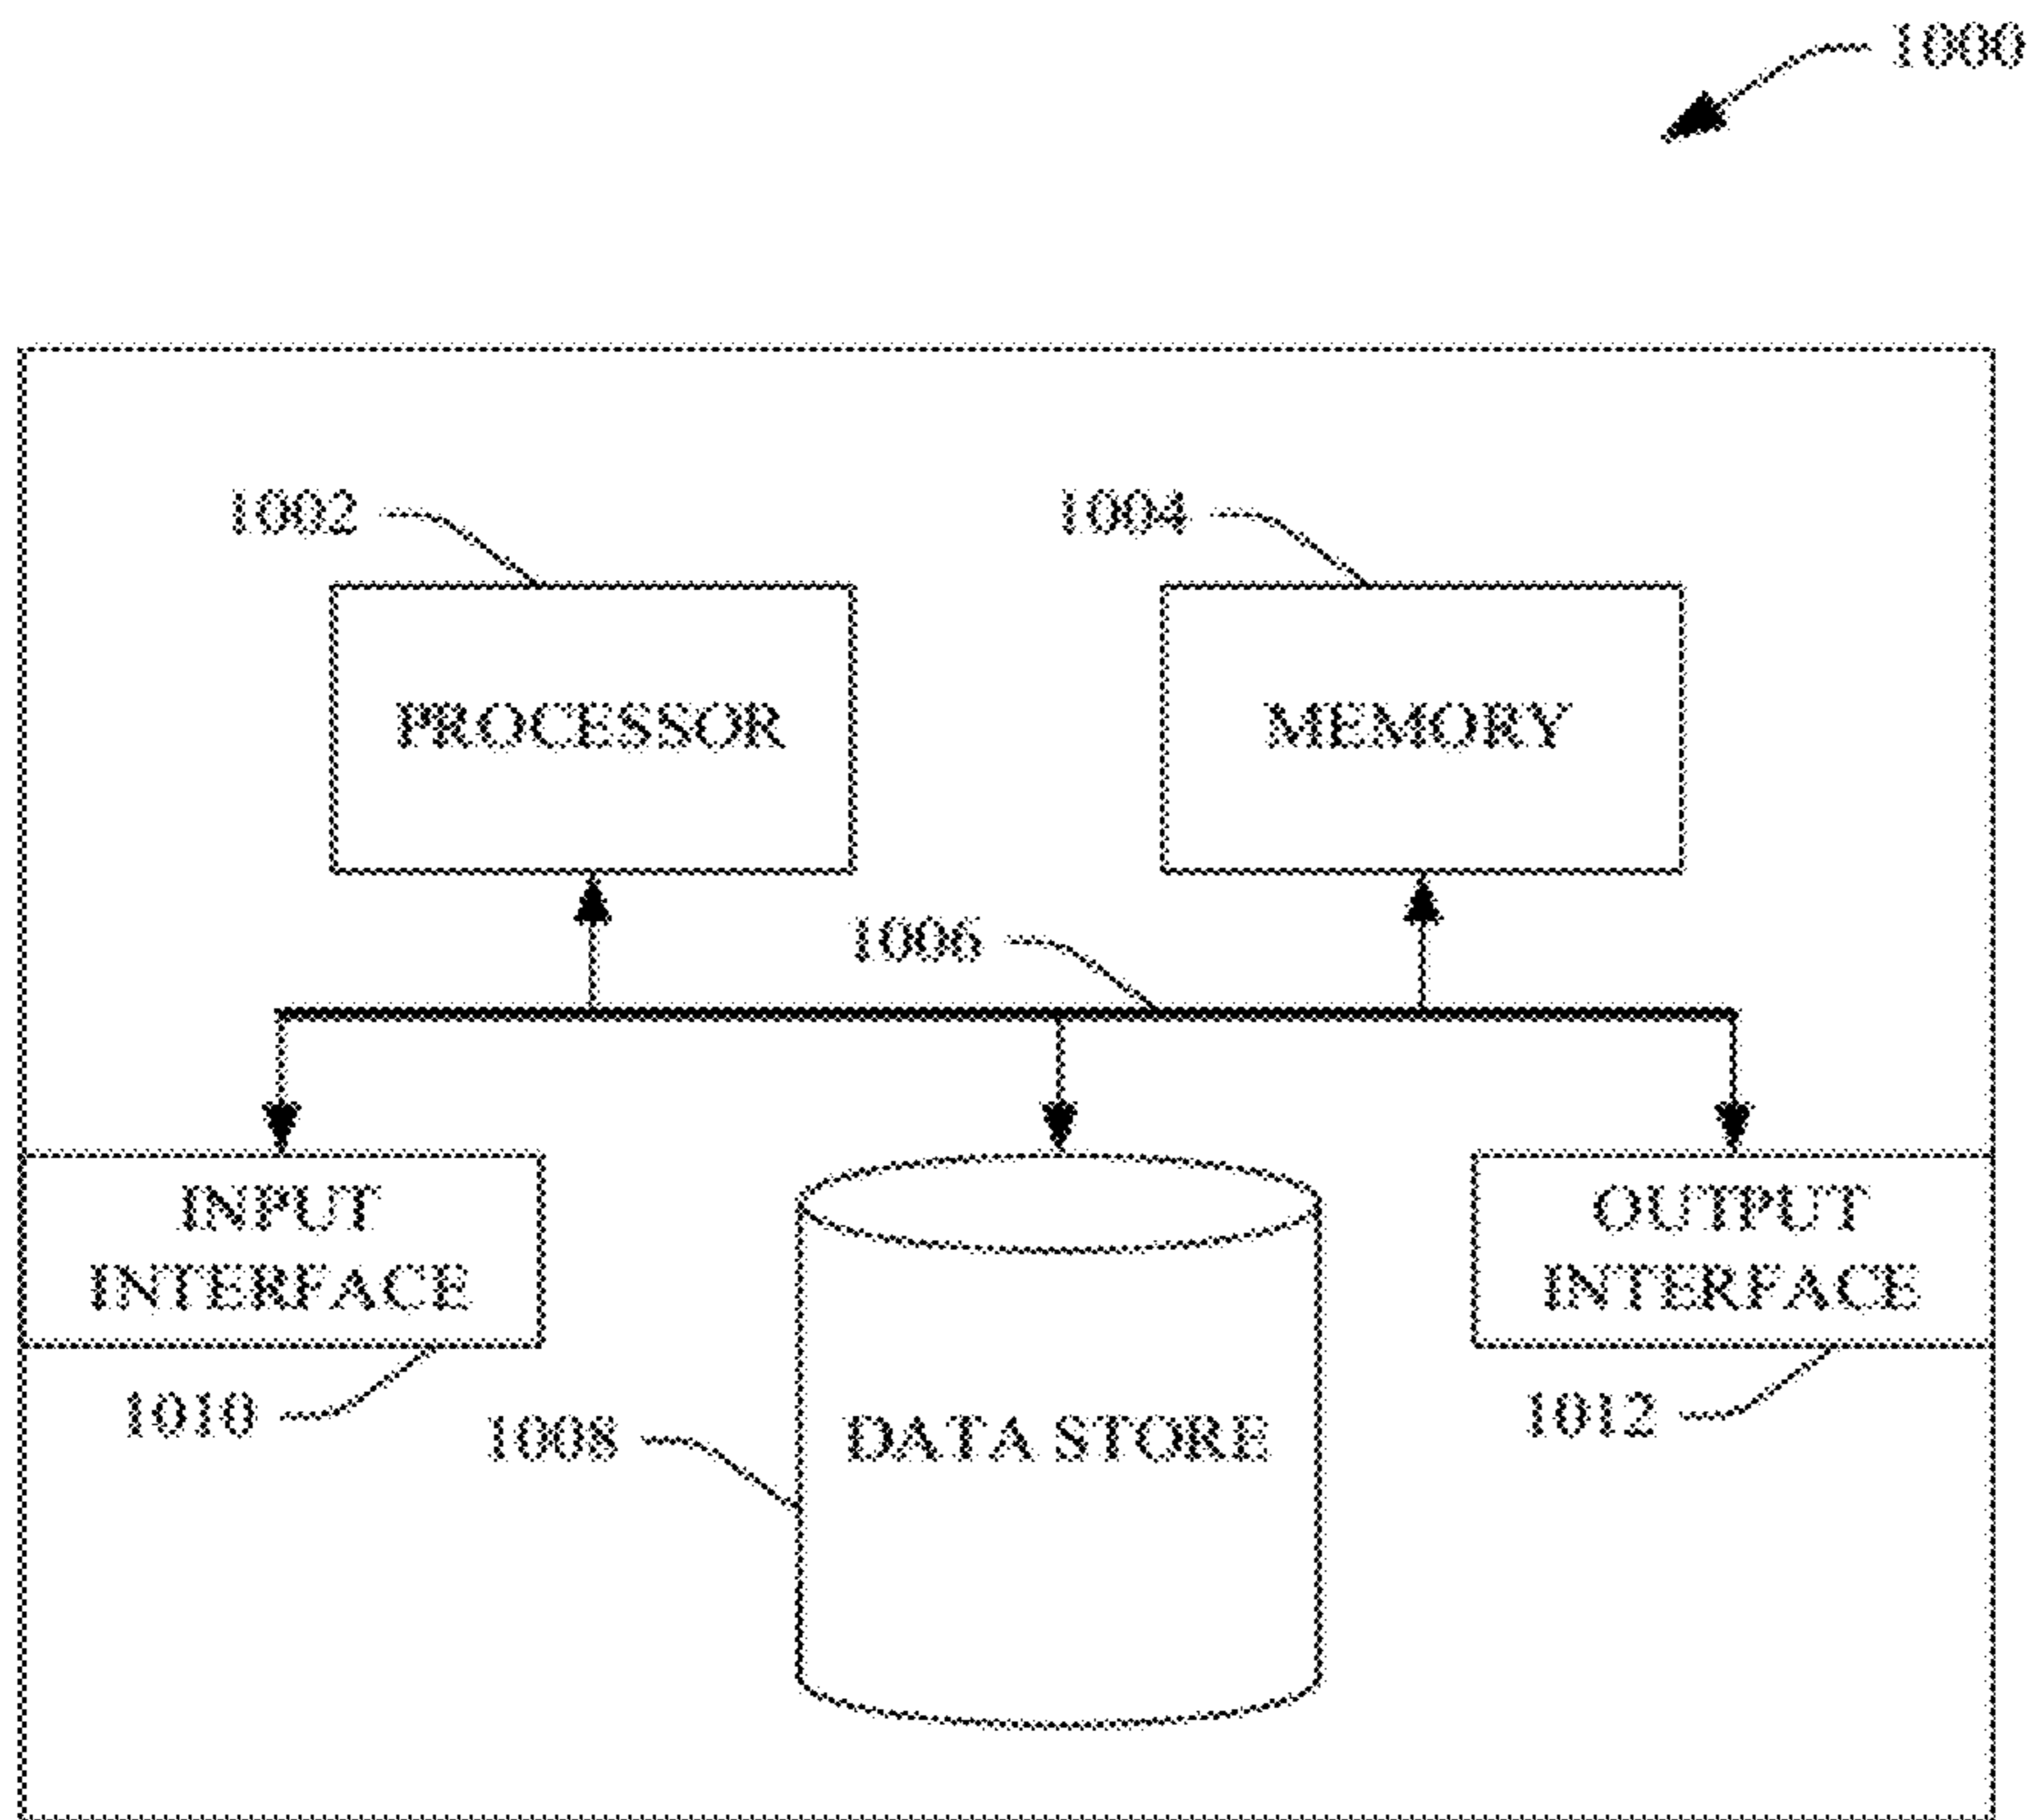 1000
1002
1004
PROCESSOR
MEMORY
1006
INPUT
INTERFACE
OUTPUT
INTERFACE
1010
1008
DATA STORE
1012